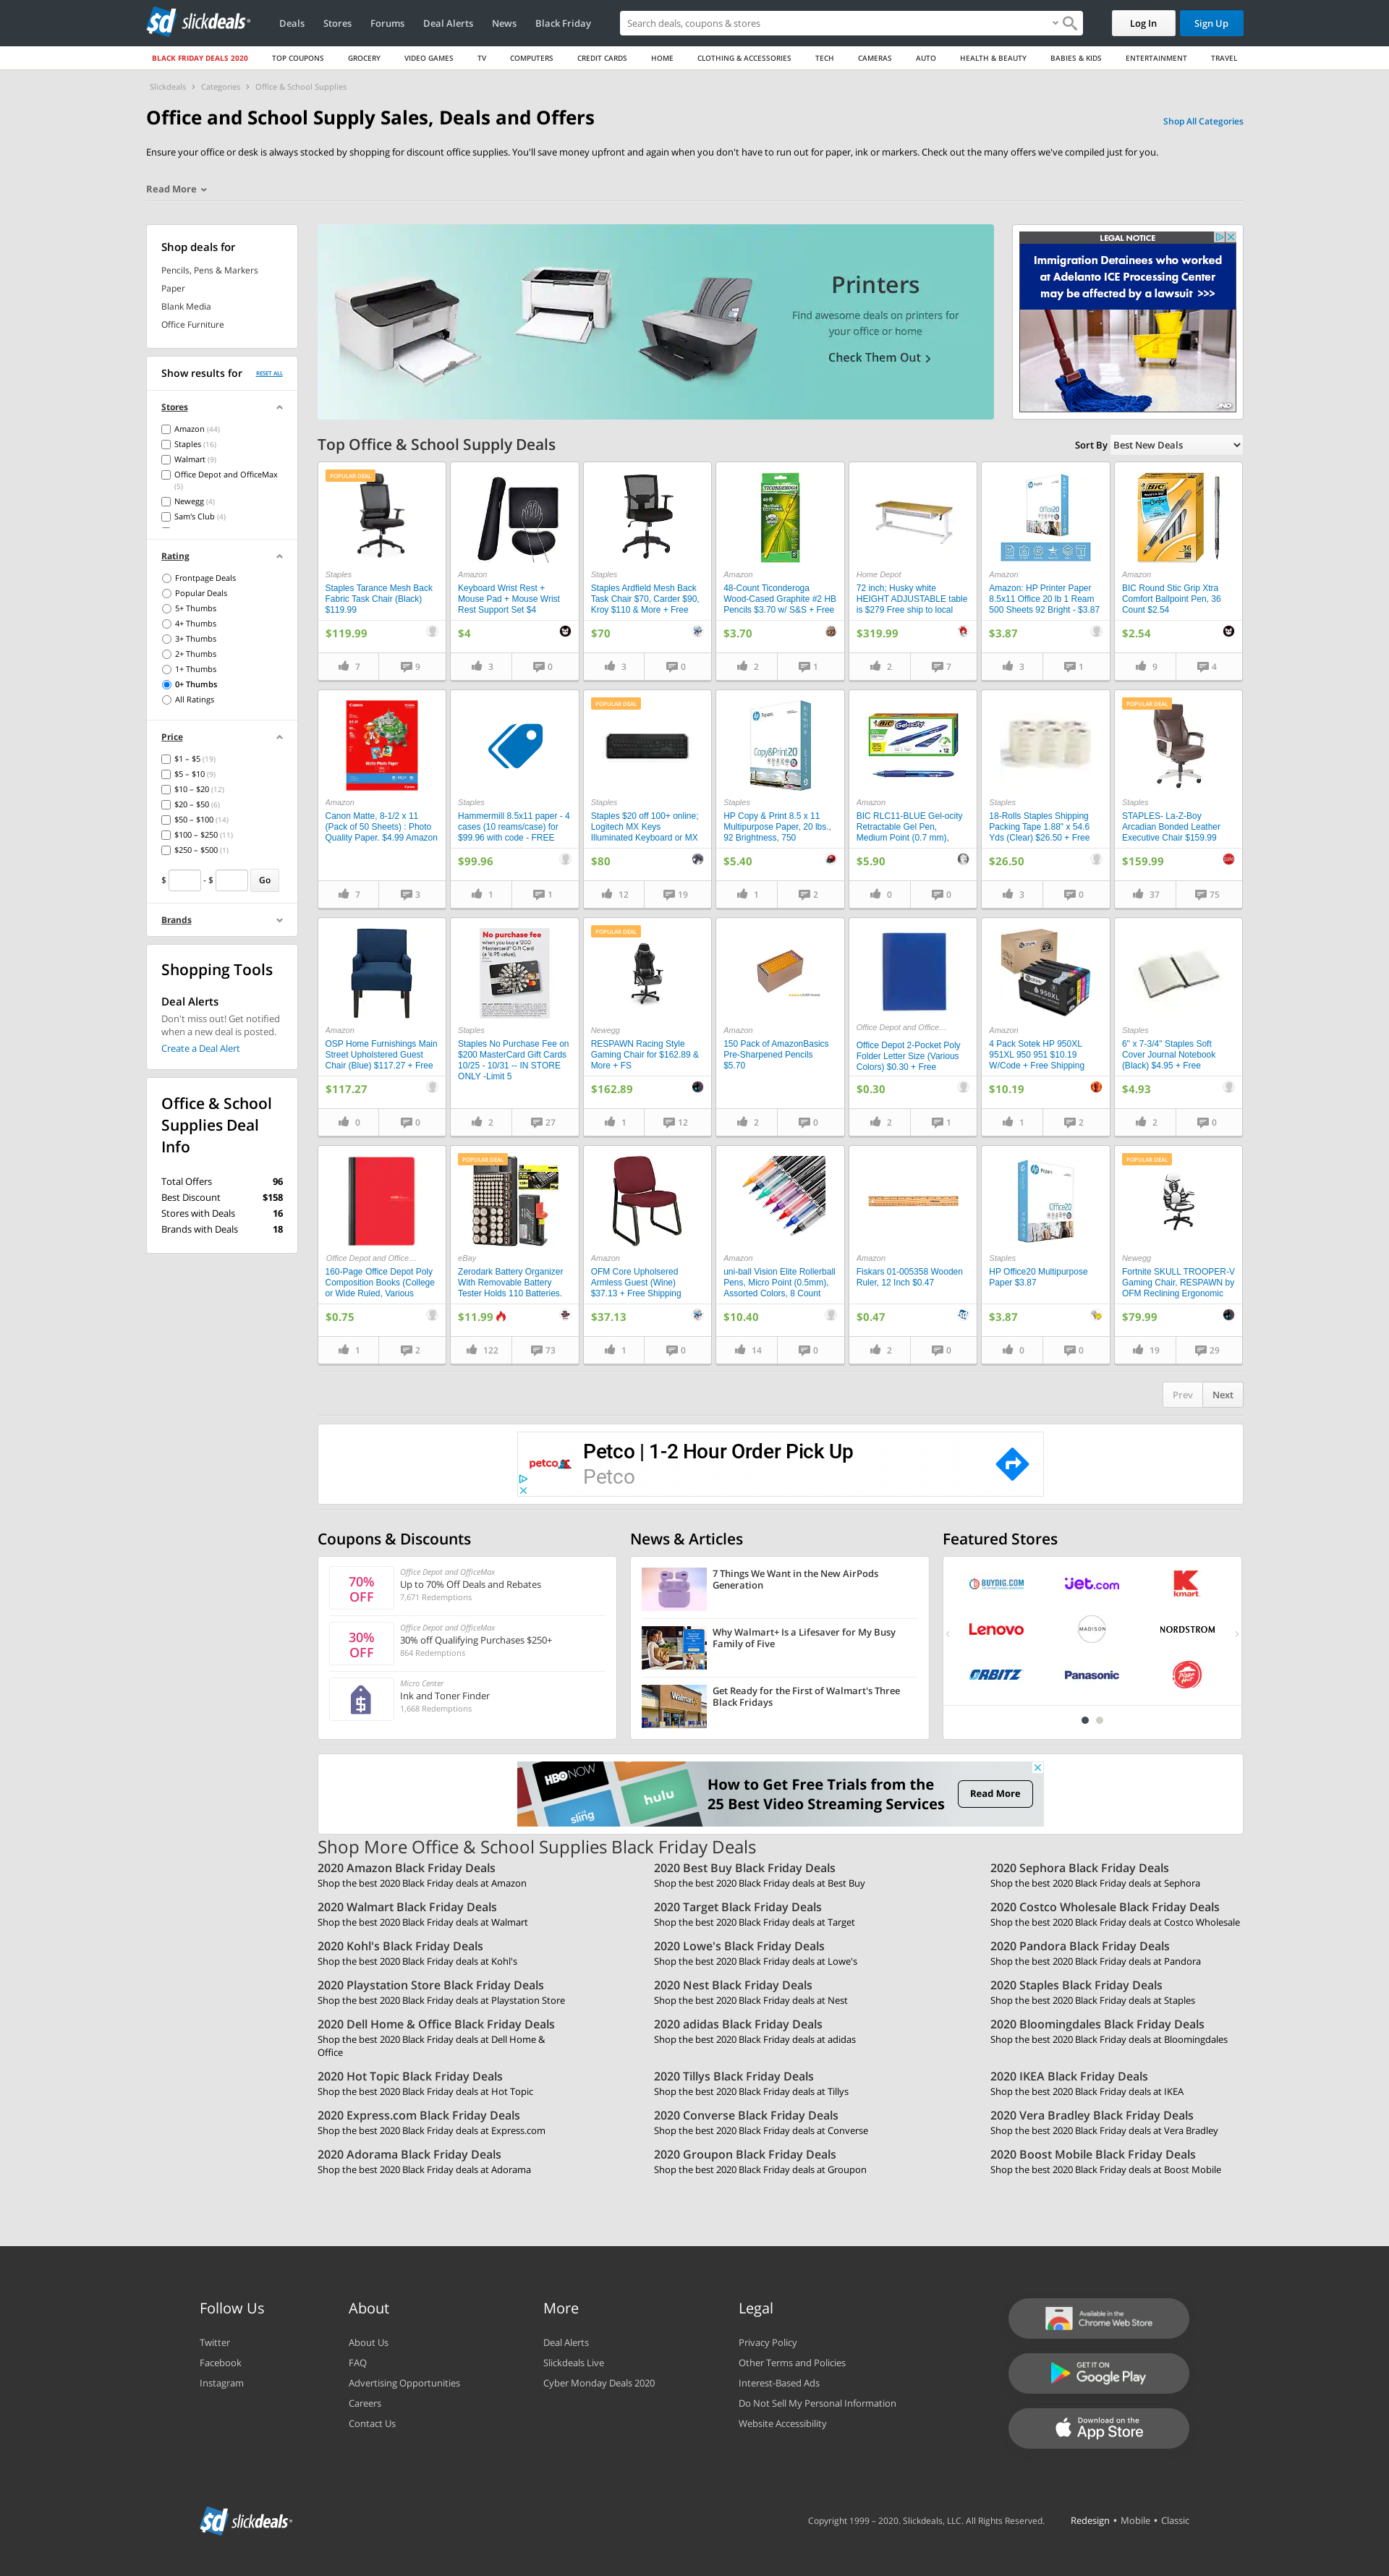 sd slickdeals
Deals
Stores
Forums
Deal Alerts
News
Black Friday
Search deals, coupons & stores
Log In
Sign Up
BLACK FRIDAY DEALS 2020
TOP COUPONS
GROCERY
VIDEO GAMES
TV
COMPUTERS
CREDIT CARDS
HOME
CLOTHING & ACCESSORIES
TECH
CAMERAS
AUTO
HEALTH & BEAUTY
BABIES & KIDS
ENTERTAINMENT
TRAVEL
Slickdeals › Categories › Office & School Supplies
Office and School Supply Sales, Deals and Offers
Shop All Categories
Ensure your office or desk is always stocked by shopping for discount office supplies. You'll save money upfront and again when you don't have to run out for paper, ink or markers. Check out the many offers we've compiled just for you.
Read More
Shop deals for
Pencils, Pens & Markers
Paper
Blank Media
Office Furniture
Show results for
RESET ALL
Stores
Amazon (44)
Staples (16)
Walmart (9)
Office Depot and OfficeMax
(5)
Newegg (4)
Sam's Club (4)
Rating
Frontpage Deals
Popular Deals
5+ Thumbs
4+ Thumbs
3+ Thumbs
2+ Thumbs
1+ Thumbs
0+ Thumbs
All Ratings
Price
$1 – $5 (19)
$5 – $10 (9)
$10 – $20 (12)
$20 – $50 (6)
$50 – $100 (14)
$100 – $250 (11)
$250 – $500 (1)
$ - $ Go
Brands
Shopping Tools
Deal Alerts
Don't miss out! Get notified
when a new deal is posted.
Create a Deal Alert
Office & School
Supplies Deal
Info
Total Offers 96
Best Discount $158
Stores with Deals 16
Brands with Deals 18
Printers
Find awesome deals on printers for
your office or home
Check Them Out
LEGAL NOTICE
Immigration Detainees who worked
at Adelanto ICE Processing Center
may be affected by a lawsuit >>>
JND
Top Office & School Supply Deals
Sort By Best New Deals
POPULAR DEAL
Staples
Staples Tarance Mesh Back
Fabric Task Chair (Black)
$119.99
$119.99
7
9
Amazon
Keyboard Wrist Rest +
Mouse Pad + Mouse Wrist
Rest Support Set $4
$4
3
0
Staples
Staples Ardfield Mesh Back
Task Chair $70, Carder $90,
Kroy $110 & More + Free
$70
3
0
TICONDEROGA
Amazon
48-Count Ticonderoga
Wood-Cased Graphite #2 HB
Pencils $3.70 w/ S&S + Free
$3.70
2
1
Home Depot
72 inch; Husky white
HEIGHT ADJUSTABLE table
is $279 Free ship to local
$319.99
2
7
Office20
Amazon
Amazon: HP Printer Paper
8.5x11 Office 20 lb 1 Ream
500 Sheets 92 Bright - $3.87
$3.87
3
1
BIC
36
Amazon
BIC Round Stic Grip Xtra
Comfort Ballpoint Pen, 36
Count $2.54
$2.54
9
4
Amazon
Canon Matte, 8-1/2 x 11
(Pack of 50 Sheets) : Photo
Quality Paper. $4.99 Amazon
7
3
Staples
Hammermill 8.5x11 paper - 4
cases (10 reams/case) for
$99.96 with code - FREE
$99.96
1
1
POPULAR DEAL
Staples
Staples $20 off 100+ online;
Logitech MX Keys
Illuminated Keyboard or MX
$80
12
19
Copy&Print20
Staples
HP Copy & Print 8.5 x 11
Multipurpose Paper, 20 lbs.,
92 Brightness, 750
$5.40
1
2
BIC Gelocity
Amazon
BIC RLC11-BLUE Gel-ocity
Retractable Gel Pen,
Medium Point (0.7 mm),
$5.90
0
0
Staples
18-Rolls Staples Shipping
Packing Tape 1.88" x 54.6
Yds (Clear) $26.50 + Free
$26.50
3
0
POPULAR DEAL
Staples
STAPLES- La-Z-Boy
Arcadian Bonded Leather
Executive Chair $159.99
$159.99
37
75
Amazon
OSP Home Furnishings Main
Street Upholstered Guest
Chair (Blue) $117.27 + Free
$117.27
0
0
No purchase fee
when you buy a $200
Mastercard Gift Card
(a $6.95 value).
Staples
Staples No Purchase Fee on
$200 MasterCard Gift Cards
10/25 - 10/31 -- IN STORE
ONLY -Limit 5
2
27
POPULAR DEAL
Newegg
RESPAWN Racing Style
Gaming Chair for $162.89 &
More + FS
$162.89
1
12
Amazon
150 Pack of AmazonBasics
Pre-Sharpened Pencils
$5.70
2
0
Office Depot and Office…
Office Depot 2-Pocket Poly
Folder Letter Size (Various
Colors) $0.30 + Free
$0.30
2
1
950XL
Amazon
4 Pack Sotek HP 950XL
951XL 950 951 $10.19
W/Code + Free Shipping
$10.19
1
2
Staples
6" x 7-3/4" Staples Soft
Cover Journal Notebook
(Black) $4.95 + Free
$4.93
2
0
Office Depot and Office…
160-Page Office Depot Poly
Composition Books (College
or Wide Ruled, Various
$0.75
1
2
POPULAR DEAL
eBay
Zerodark Battery Organizer
With Removable Battery
Tester Holds 110 Batteries.
$11.99
122
73
Amazon
OFM Core Upholsered
Armless Guest (Wine)
$37.13 + Free Shipping
$37.13
1
0
Amazon
uni-ball Vision Elite Rollerball
Pens, Micro Point (0.5mm),
Assorted Colors, 8 Count
$10.40
14
0
Amazon
Fiskars 01-005358 Wooden
Ruler, 12 Inch $0.47
$0.47
2
0
Office20
Staples
HP Office20 Multipurpose
Paper $3.87
$3.87
0
0
POPULAR DEAL
Newegg
Fortnite SKULL TROOPER-V
Gaming Chair, RESPAWN by
OFM Reclining Ergonomic
$79.99
19
29
Prev
Next
petco
Petco | 1-2 Hour Order Pick Up
Petco
Coupons & Discounts
70%
OFF
Office Depot and OfficeMax
Up to 70% Off Deals and Rebates
7,671 Redemptions
30%
OFF
Office Depot and OfficeMax
30% off Qualifying Purchases $250+
864 Redemptions
Micro Center
Ink and Toner Finder
1,668 Redemptions
News & Articles
7 Things We Want in the New AirPods
Generation
Why Walmart+ Is a Lifesaver for My Busy
Family of Five
Walmart
Get Ready for the First of Walmart's Three
Black Fridays
Featured Stores
BUYDIG.COM
jet.com
K
kmart
Lenovo
MADISON
NORDSTROM
ORBITZ
Panasonic
HBO NOW
sling
hulu
How to Get Free Trials from the
25 Best Video Streaming Services
Read More
Shop More Office & School Supplies Black Friday Deals
2020 Amazon Black Friday Deals
Shop the best 2020 Black Friday deals at Amazon
2020 Best Buy Black Friday Deals
Shop the best 2020 Black Friday deals at Best Buy
2020 Sephora Black Friday Deals
Shop the best 2020 Black Friday deals at Sephora
2020 Walmart Black Friday Deals
Shop the best 2020 Black Friday deals at Walmart
2020 Target Black Friday Deals
Shop the best 2020 Black Friday deals at Target
2020 Costco Wholesale Black Friday Deals
Shop the best 2020 Black Friday deals at Costco Wholesale
2020 Kohl's Black Friday Deals
Shop the best 2020 Black Friday deals at Kohl's
2020 Lowe's Black Friday Deals
Shop the best 2020 Black Friday deals at Lowe's
2020 Pandora Black Friday Deals
Shop the best 2020 Black Friday deals at Pandora
2020 Playstation Store Black Friday Deals
Shop the best 2020 Black Friday deals at Playstation Store
2020 Nest Black Friday Deals
Shop the best 2020 Black Friday deals at Nest
2020 Staples Black Friday Deals
Shop the best 2020 Black Friday deals at Staples
2020 Dell Home & Office Black Friday Deals
Shop the best 2020 Black Friday deals at Dell Home &
Office
2020 adidas Black Friday Deals
Shop the best 2020 Black Friday deals at adidas
2020 Bloomingdales Black Friday Deals
Shop the best 2020 Black Friday deals at Bloomingdales
2020 Hot Topic Black Friday Deals
Shop the best 2020 Black Friday deals at Hot Topic
2020 Tillys Black Friday Deals
Shop the best 2020 Black Friday deals at Tillys
2020 IKEA Black Friday Deals
Shop the best 2020 Black Friday deals at IKEA
2020 Express.com Black Friday Deals
Shop the best 2020 Black Friday deals at Express.com
2020 Converse Black Friday Deals
Shop the best 2020 Black Friday deals at Converse
2020 Vera Bradley Black Friday Deals
Shop the best 2020 Black Friday deals at Vera Bradley
2020 Adorama Black Friday Deals
Shop the best 2020 Black Friday deals at Adorama
2020 Groupon Black Friday Deals
Shop the best 2020 Black Friday deals at Groupon
2020 Boost Mobile Black Friday Deals
Shop the best 2020 Black Friday deals at Boost Mobile
Follow Us
Twitter
Facebook
Instagram
About
About Us
FAQ
Advertising Opportunities
Careers
Contact Us
More
Deal Alerts
Slickdeals Live
Cyber Monday Deals 2020
Legal
Privacy Policy
Other Terms and Policies
Interest-Based Ads
Do Not Sell My Personal Information
Website Accessibility
Available in the
Chrome Web Store
GET IT ON
Google Play
Download on the
App Store
sd slickdeals
Copyright 1999 – 2020. Slickdeals, LLC. All Rights Reserved.
Redesign • Mobile • Classic